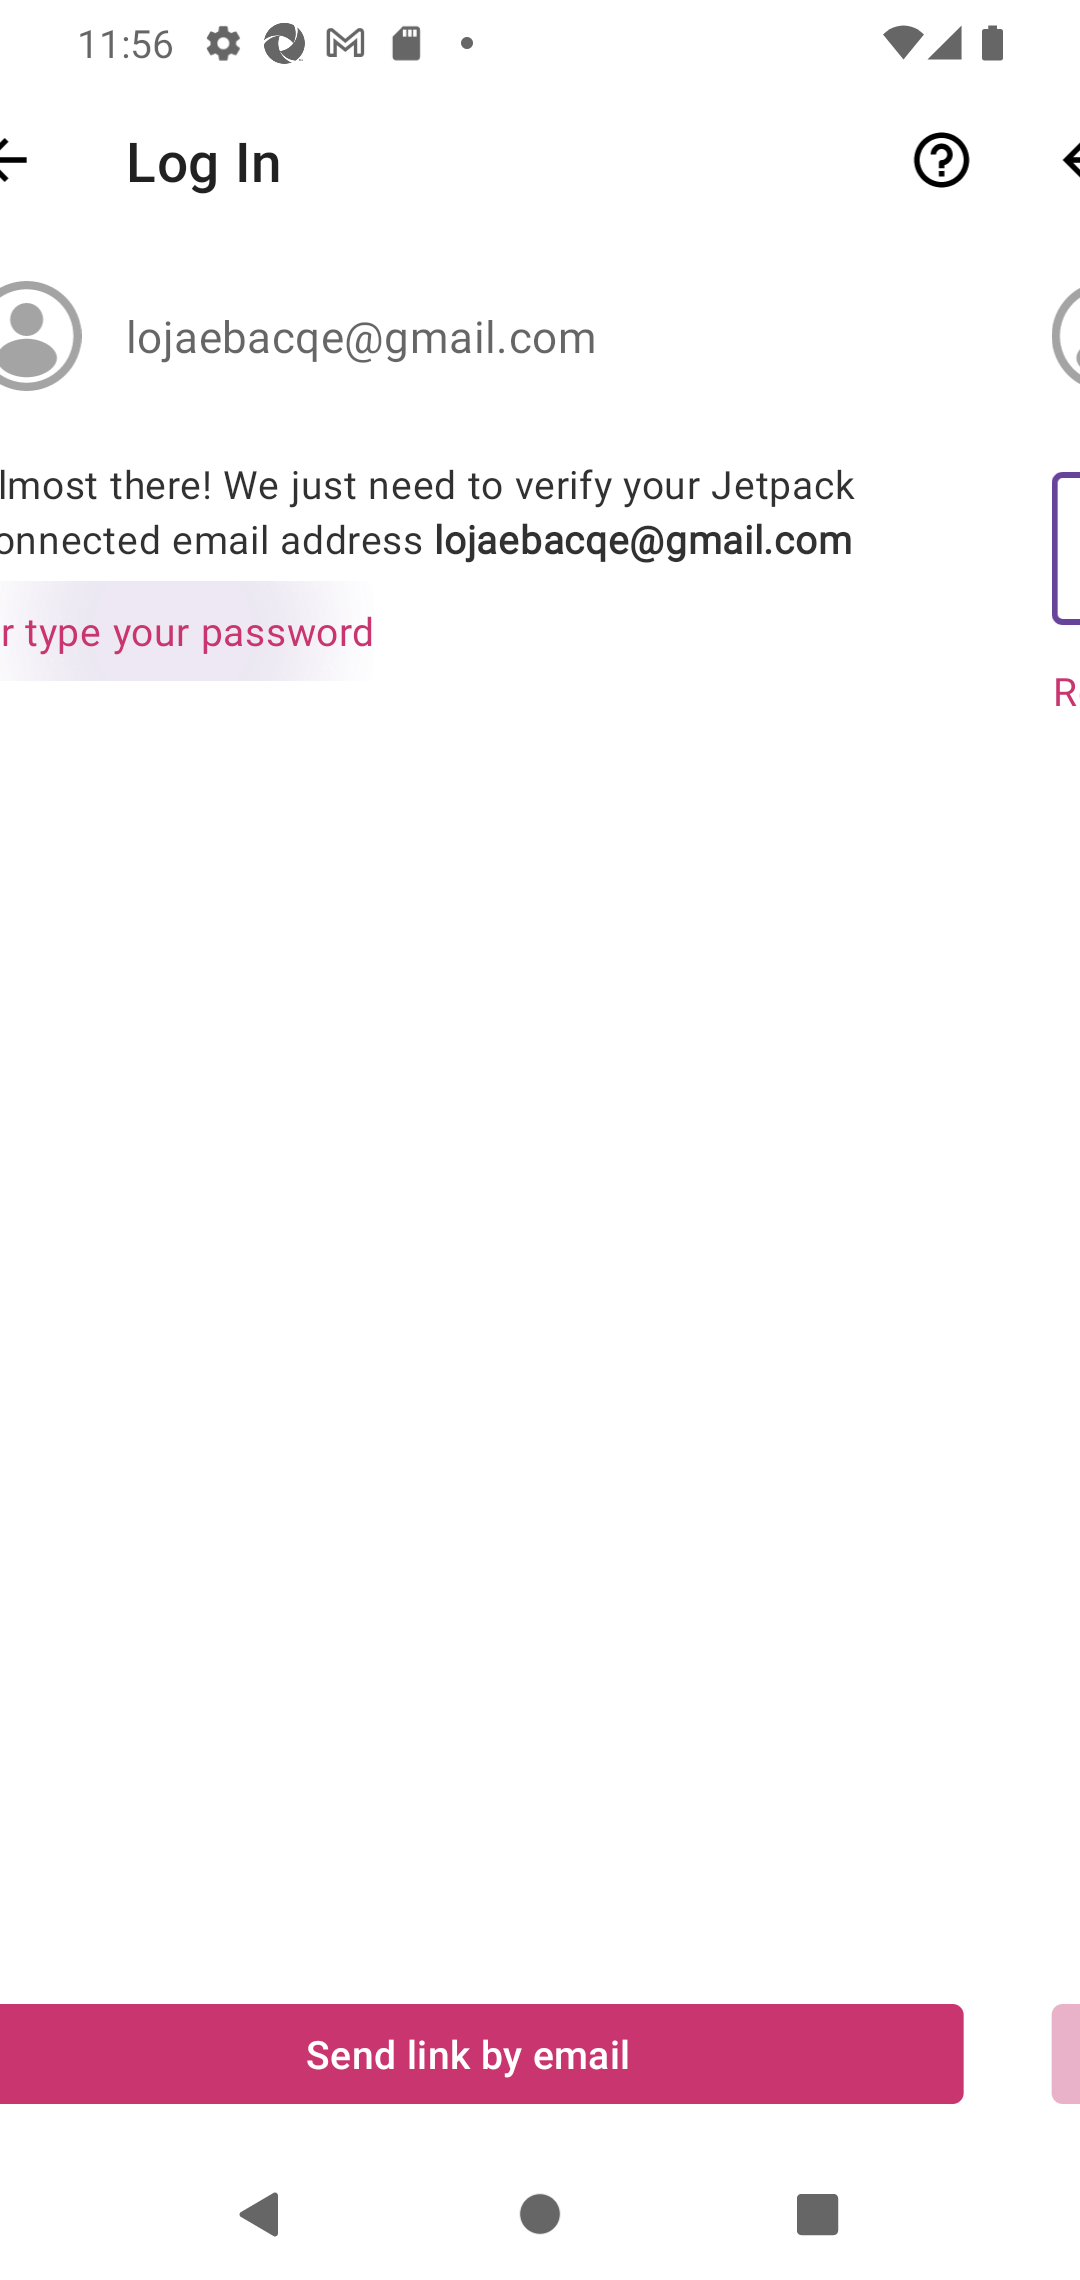 11:56
Log In
lojaebacqe@gmail.com
lmost there! We just need to verify your Jetpack
onnected email address lojaebacqe@gmail.com
r type your password
R
Send link by email